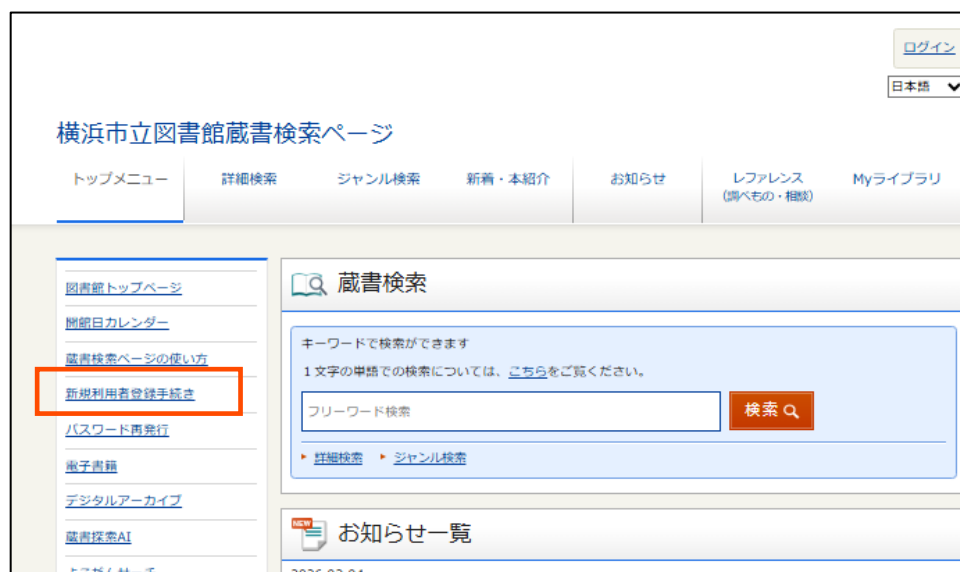 ログイン
日本語
横浜市立図書館蔵書検索ページ
トップメニュー
詳細検索
ジャンル検索
新着・本紹介
お知らせ
レファレンス
(調べもの・相談)
Myライブラリ
図書館トップページ
開館日カレンダー
蔵書検索ページの使い方
新規利用者登録手続き
パスワード再発行
電子書籍
デジタルアーカイブ
蔵書探索AI
蔵書検索
キーワードで検索ができます
1文字の単語での検索については、こちらをご覧ください。
フリーワード検索
検索
詳細検索
ジャンル検索
NEW
お知らせ一覧